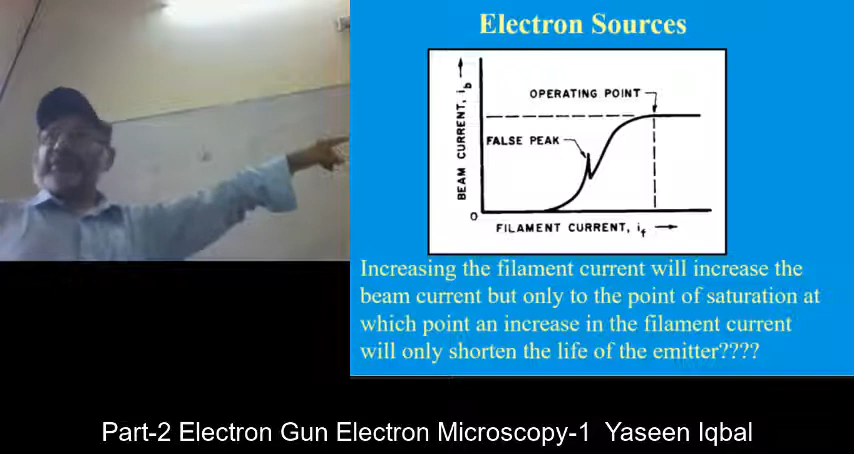 Electron Sources
OPERATING POINT
FALSE PEAK
BEAM CURRENT, ib
0
FILAMENT CURRENT, if
Increasing the filament current will increase the
beam current but only to the point of saturation at
which point an increase in the filament current
will only shorten the life of the emitter????
Part-2 Electron Gun Electron Microscopy-1 Yaseen Iqbal